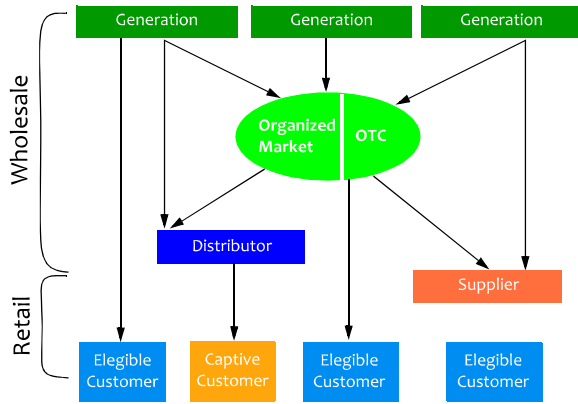 Generation
Generation
Generation
Wholesale
Organized
Market
OTC
Distributor
Supplier
Retail
Elegible
Customer
Captive
Customer
Elegible
Customer
Elegible
Customer